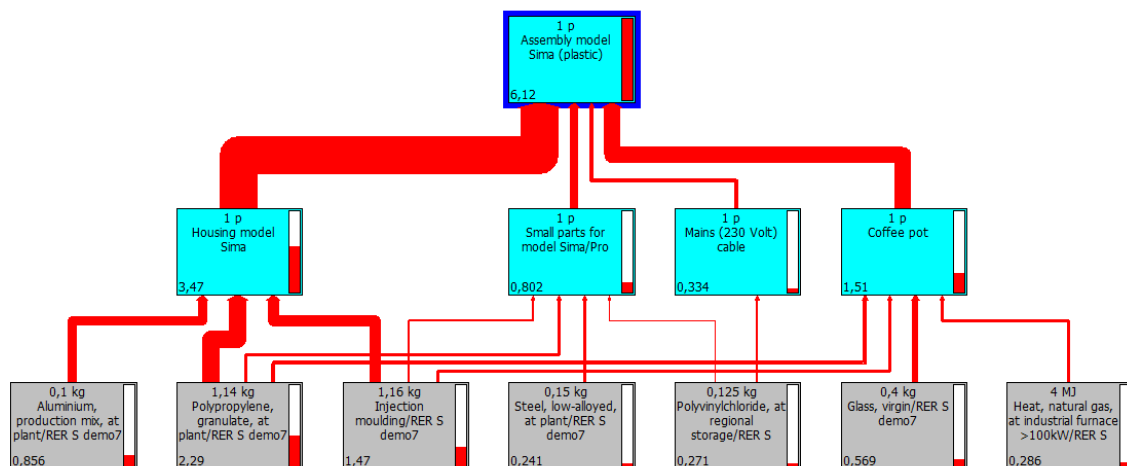 1 p
Assembly model
Sima (plastic)
6,12
1 p
Housing model
Sima
3,47
1 p
Small parts for
model Sima/Pro
0,802
1 p
Mains (230 Volt)
cable
0,334
1 p
Coffee pot
1,51
0,1 kg
Aluminium,
production mix, at
plant/RER S demo7
0,856
1,14 kg
Polypropylene,
granulate, at
plant/RER S demo7
2,29
1,16 kg
Injection
moulding/RER S
demo7
1,47
0,15 kg
Steel, low-alloyed,
at plant/RER S
demo7
0,241
0,125 kg
Polyvinylchloride, at
regional
storage/RER S
0,271
0,4 kg
Glass, virgin/RER S
demo7
0,569
4 MJ
Heat, natural gas,
at industrial furnace
>100kW/RER S
0,286